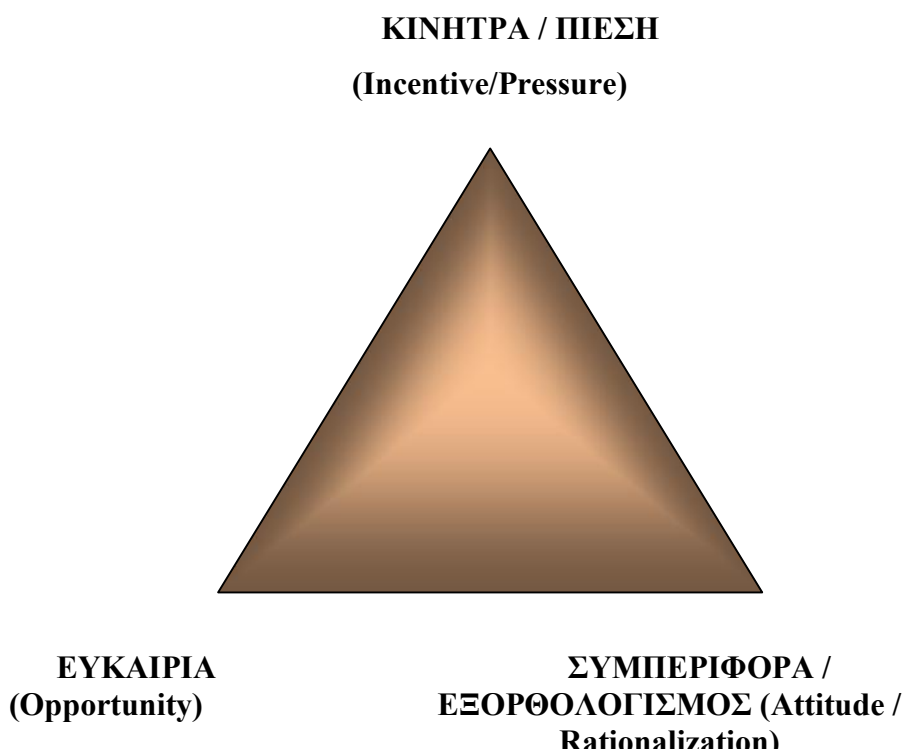 ΚΙΝΗΤΡΑ / ΠΙΕΣΗ
(Incentive/Pressure)
ΕΥΚΑΙΡΙΑ
(Opportunity)
ΣΥΜΠΕΡΙΦΟΡΑ /
ΕΞΟΡΘΟΛΟΓΙΣΜΟΣ (Attitude /
Rationalization)